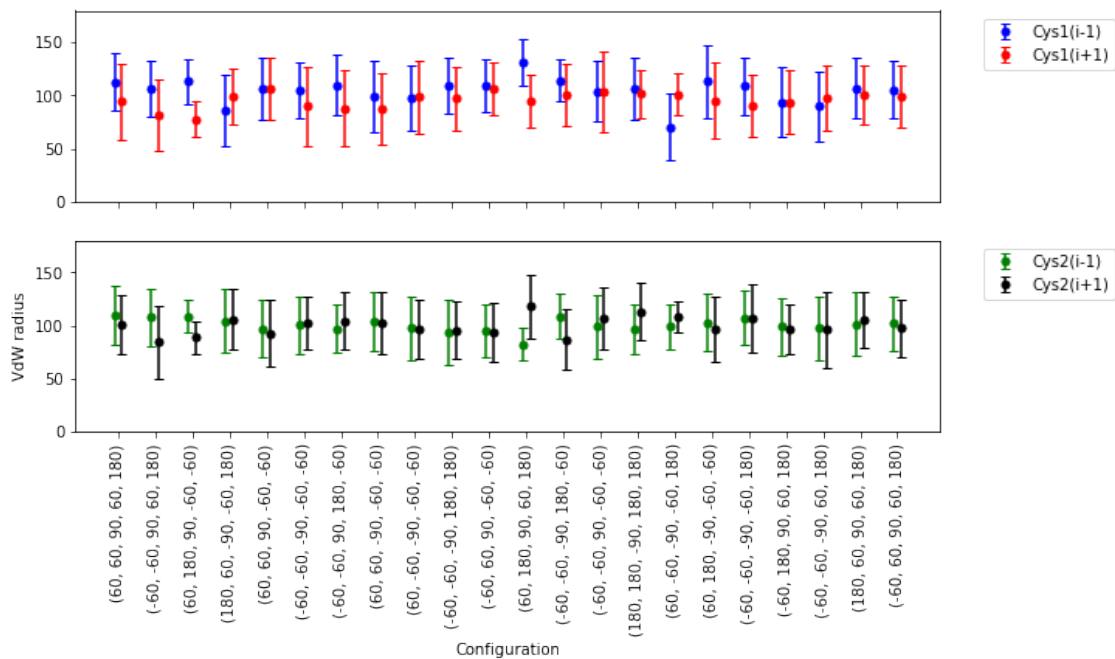 150
100
50
0
Cys1(i-1)
Cys1(i+1)
VdW radius
150
100
50
0
Cys2(i-1)
Cys2(i+1)
(60, 60, 90, 60, 180)
(-60, -60, 90, 60, 180)
(60, 180, 90, -60, -60)
(180, 60, -90, -60, 180)
(60, 60, 90, -60, -60)
(-60, -60, -90, -60, -60)
(-60, -60, 90, 180, -60)
(60, 60, -90, -60, -60)
(-60, 60, -90, -60, -60)
(-60, -60, -90, 180, 180)
(-60, 60, 90, -60, -60)
(60, 180, 90, 60, 180)
(-60, -60, -90, 180, -60)
(-60, -60, 90, -60, -60)
(180, 180, -90, 180, 180)
(60, -60, -90, -60, 180)
(60, 180, -90, -60, -60)
(-60, -60, -90, -60, 180)
(-60, 180, 90, 60, 180)
(-60, -60, -90, 60, 180)
(180, 60, 90, 60, 180)
(-60, 60, 90, 60, 180)
Configuration